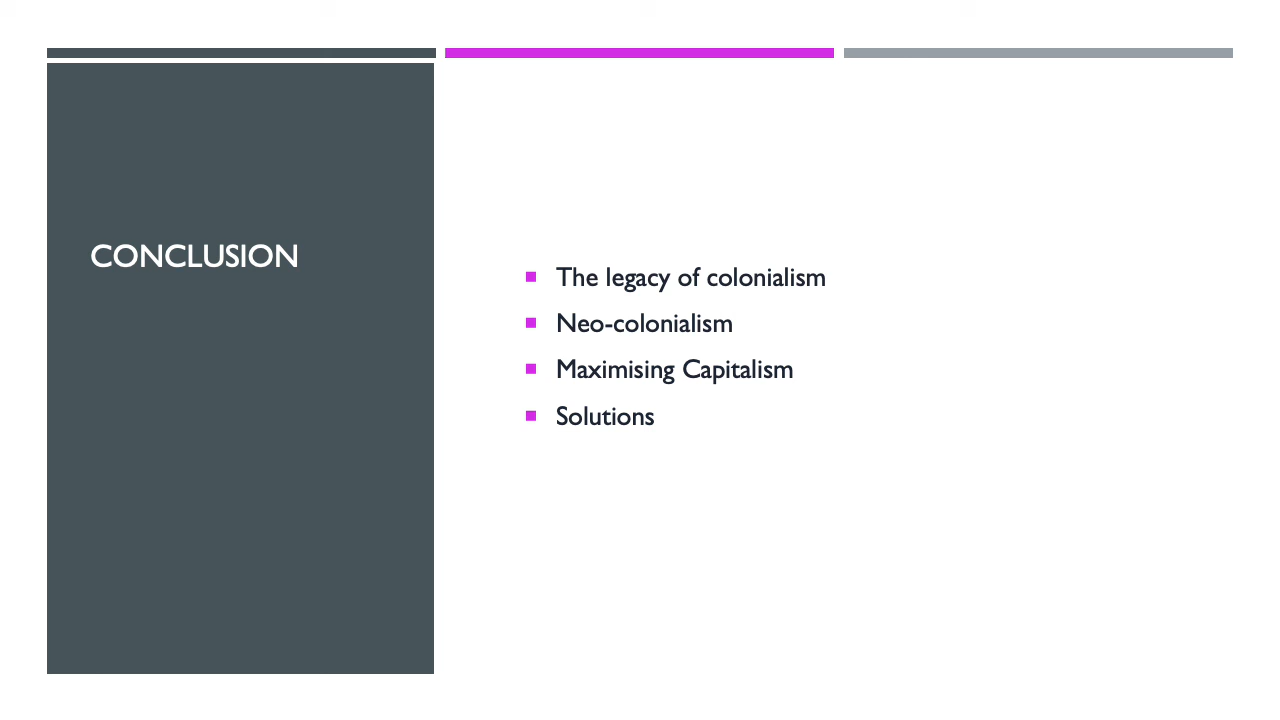 CONCLUSION
The legacy of colonialism
Neo-colonialism
Maximising Capitalism
Solutions